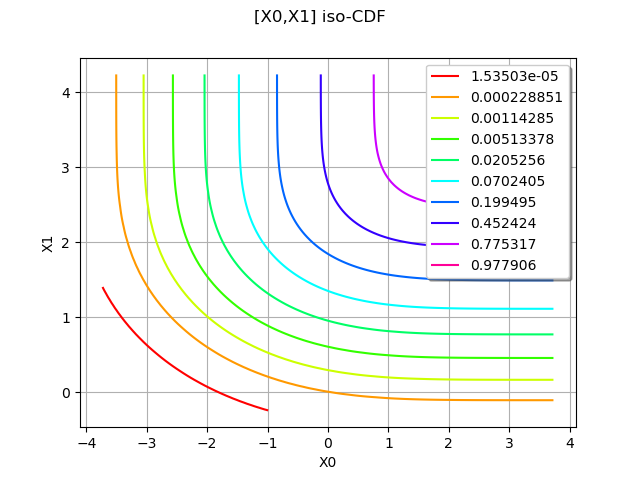 [X0,X1] iso-CDF
X1
4
3
2
1
0
1.53503e-05
0.000228851
0.00114285
0.00513378
0.0205256
0.0702405
0.199495
0.452424
0.775317
0.977906
−4 −3 −2 −1 0 1 2 3 4
X0